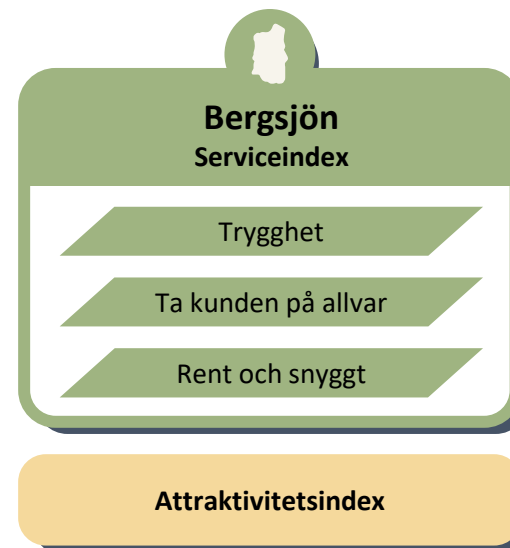 Bergsjön
Serviceindex
Trygghet
Ta kunden på allvar
Rent och snyggt
Attraktivitetsindex